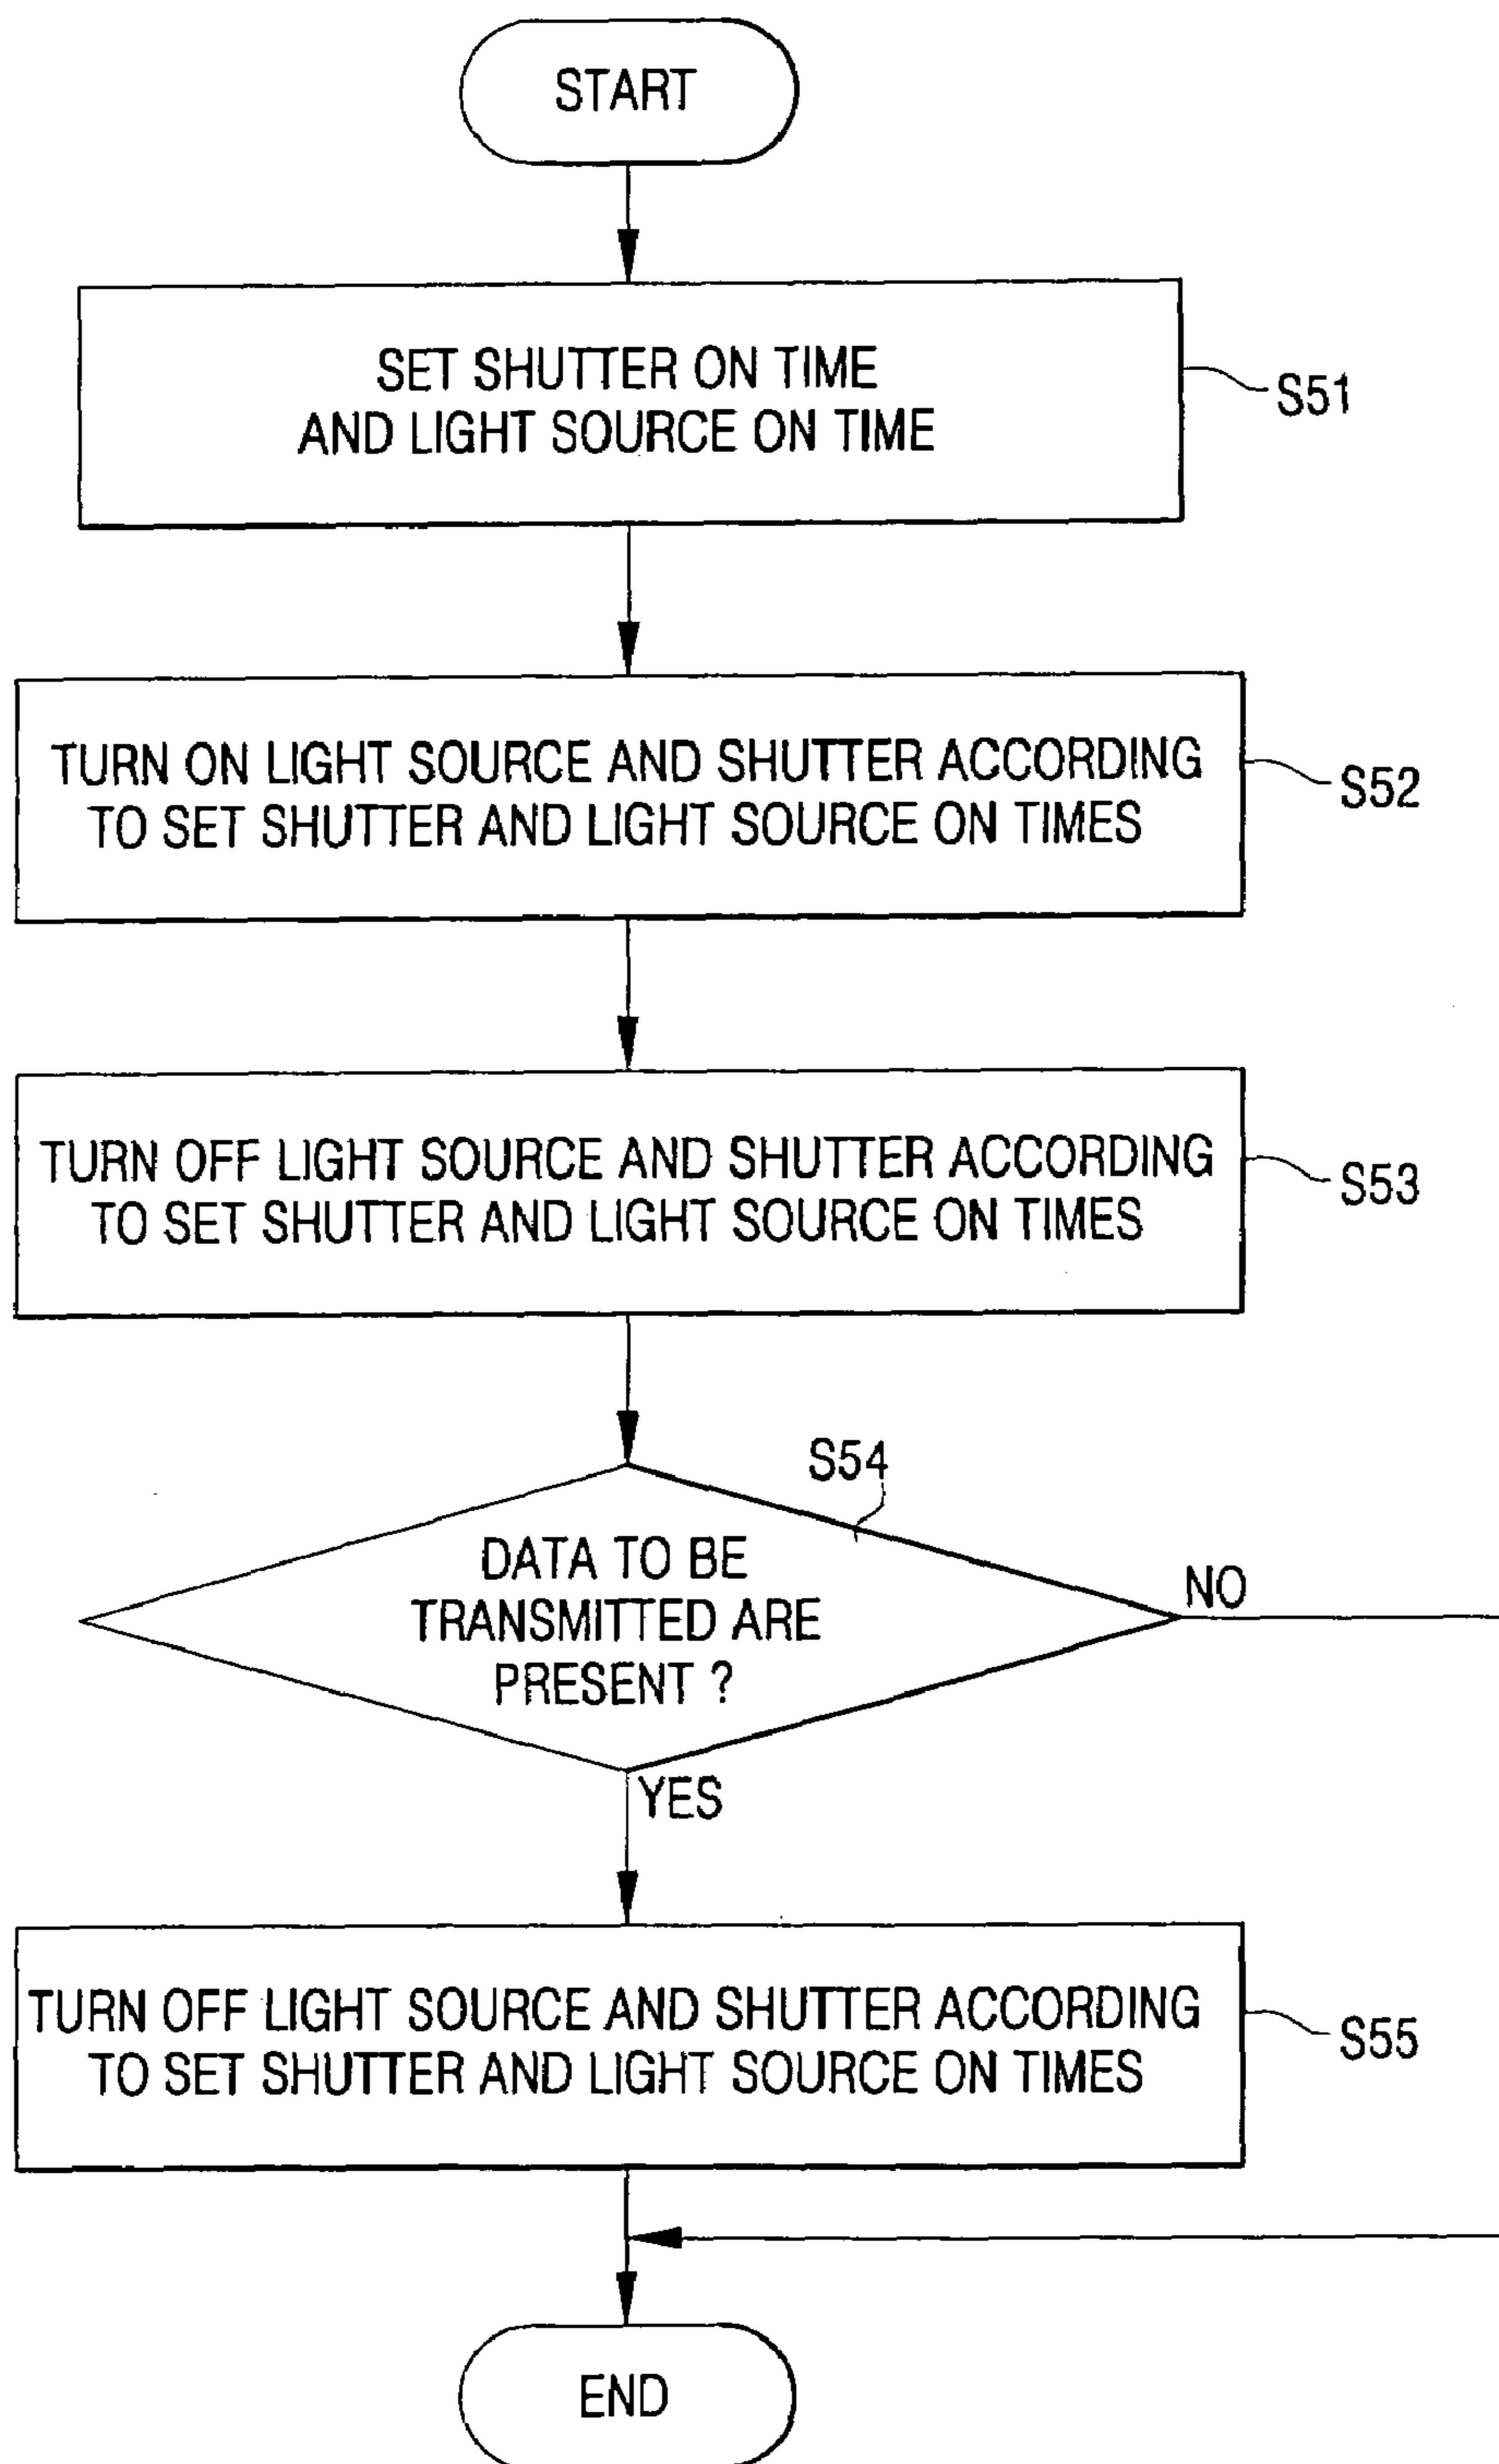 START
SET SHUTTER ON TIME
AND LIGHT SOURCE ON TIME
S51
TURN ON LIGHT SOURCE AND SHUTTER ACCORDING
TO SET SHUTTER AND LIGHT SOURCE ON TIMES
S52
TURN OFF LIGHT SOURCE AND SHUTTER ACCORDING
TO SET SHUTTER AND LIGHT SOURCE ON TIMES
S53
S54
DATA TO BE
TRANSMITTED ARE
PRESENT ?
NO
YES
TURN OFF LIGHT SOURCE AND SHUTTER ACCORDING
TO SET SHUTTER AND LIGHT SOURCE ON TIMES
S55
END